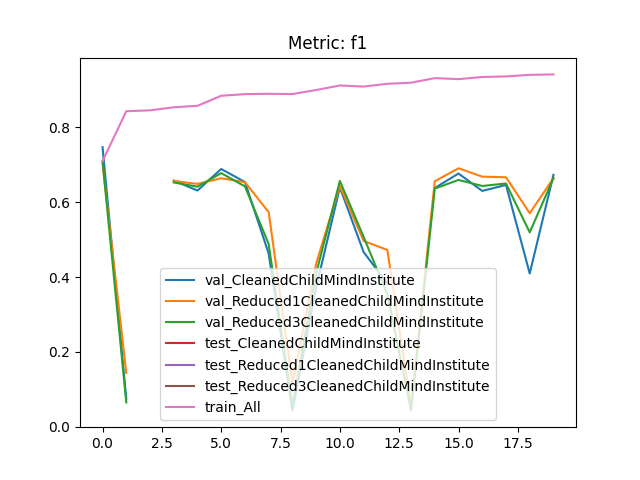 Metric: f1
0.8
0.6
0.4
0.2
0.0
val_CleanedChildMindInstitute
val_Reduced1CleanedChildMindInstitute
val_Reduced3CleanedChildMindInstitute
test_CleanedChildMindInstitute
test_Reduced1CleanedChildMindInstitute
test_Reduced3CleanedChildMindInstitute
train_All
0.0 2.5 5.0 7.5 10.0 12.5 15.0 17.5